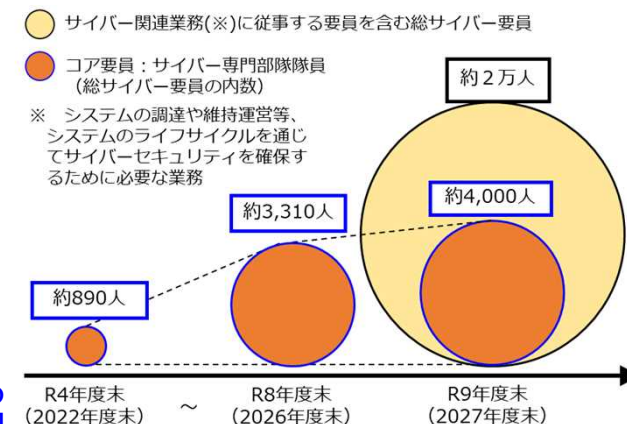 サイバー関連業務(※)に従事する要員を含む総サイバー要員
コア要員：サイバー専門部隊隊員
（総サイバー要員の内数）
※　システムの調達や維持運営等、
システムのライフサイクルを通じ
てサイバーセキュリティを確保す
るために必要な業務
約２万人
約3,310人
約4,000人
約890人
R4年度末
（2022年度末）
～
R8年度末
（2026年度末）
R9年度末
（2027年度末）